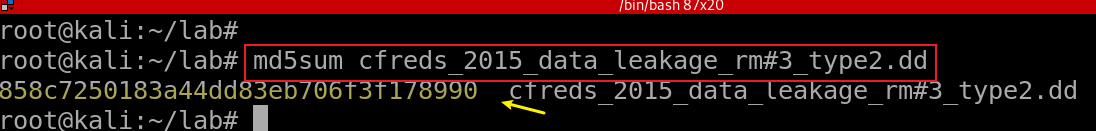 /bin/bash 87x20
root@kali:~/lab#
root@kali:~/lab# md5sum cfreds_2015_data_leakage_rm#3_type2.dd
858c7250183a44dd83eb706f3f178990  cfreds_2015_data_leakage_rm#3_type2.dd
root@kali:~/lab#